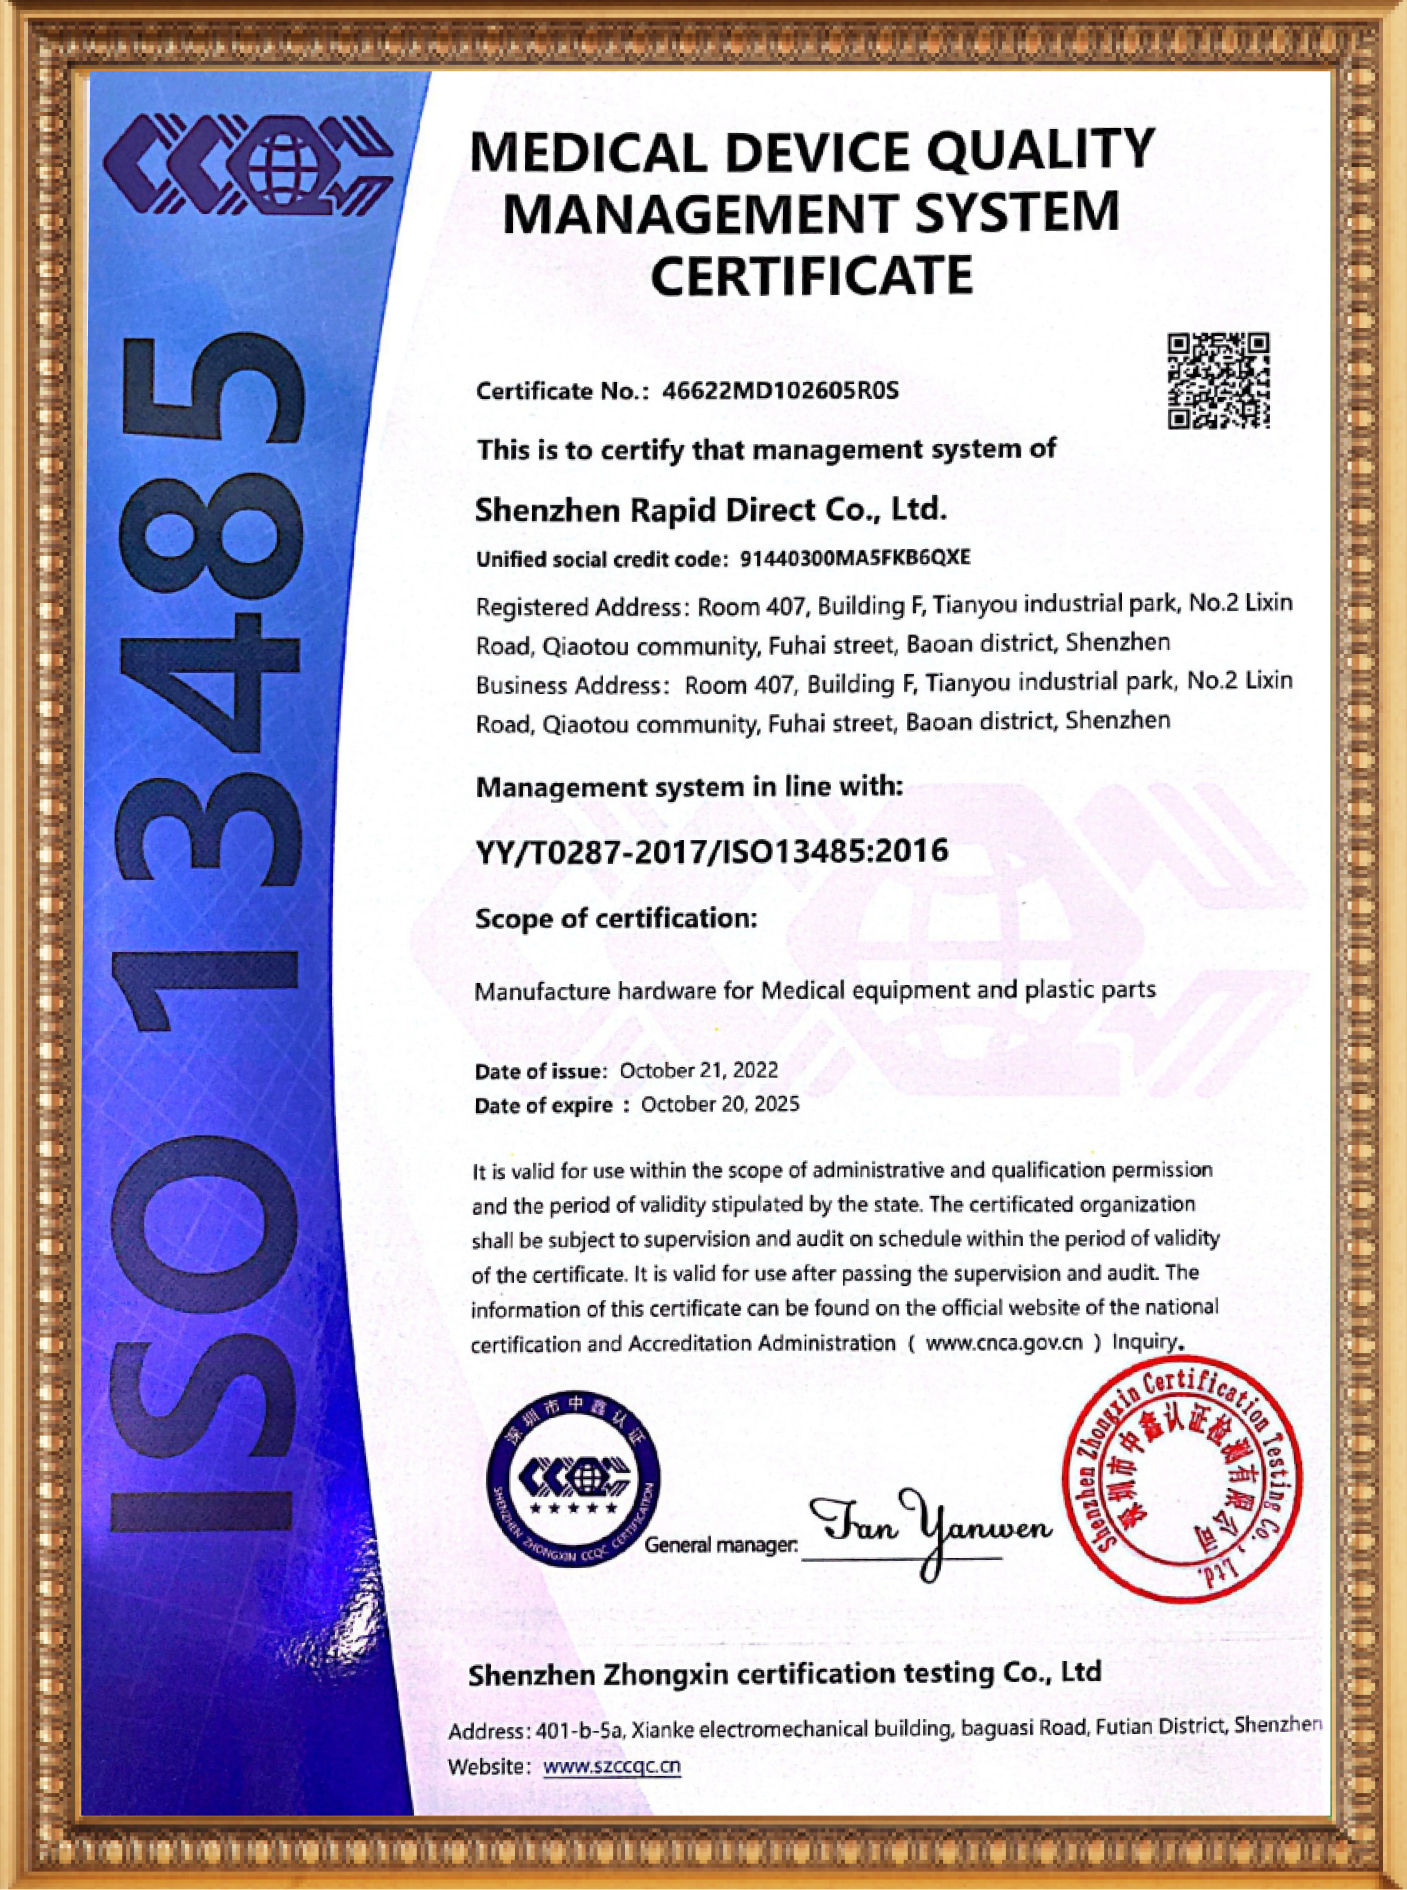 CCQC
ISO 13485
MEDICAL DEVICE QUALITY
MANAGEMENT SYSTEM
CERTIFICATE
Certificate No.: 46622MD102605R0S
This is to certify that management system of
Shenzhen Rapid Direct Co., Ltd.
Unified social credit code: 91440300MA5FKB6QXE
Registered Address: Room 407, Building F, Tianyou industrial park, No.2 Lixin
Road, Qiaotou community, Fuhai street, Baoan district, Shenzhen
Business Address: Room 407, Building F, Tianyou industrial park, No.2 Lixin
Road, Qiaotou community, Fuhai street, Baoan district, Shenzhen
Management system in line with:
YY/T0287-2017/ISO13485:2016
Scope of certification:
Manufacture hardware for Medical equipment and plastic parts
Date of issue: October 21, 2022
Date of expire : October 20, 2025
It is valid for use within the scope of administrative and qualification permission
and the period of validity stipulated by the state. The certificated organization
shall be subject to supervision and audit on schedule within the period of validity
of the certificate. It is valid for use after passing the supervision and audit. The
information of this certificate can be found on the official website of the national
certification and Accreditation Administration ( www.cnca.gov.cn ) Inquiry.
深圳市中鑫认证
CCQC
SHENZHEN ZHONGXIN CCQC CERTIFICATION
General manager:
Fan Yanwen
Shenzhen Zhongxin Certification Testing Co., Ltd.
深圳市中鑫认证检测有限公司
Shenzhen Zhongxin certification testing Co., Ltd
Address: 401-b-5a, Xianke electromechanical building, baguasi Road, Futian District, Shenzhen
Website: www.szccqc.cn